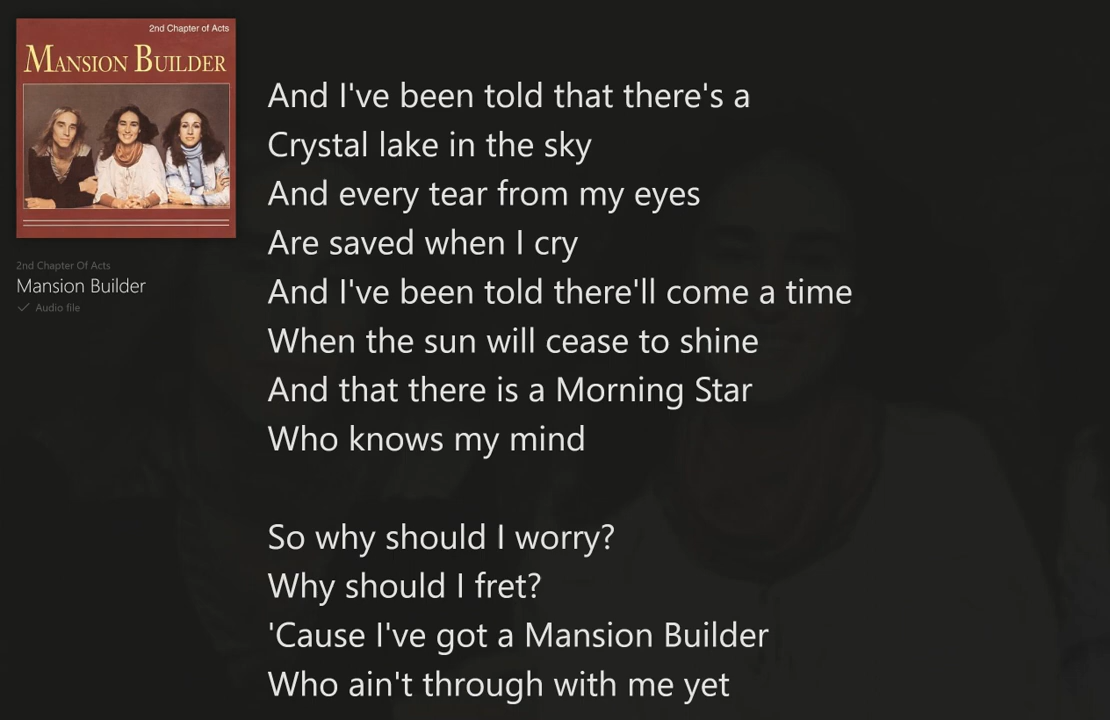 2nd Chapter of Acts
MANSION BUILDER
2nd Chapter Of Acts
Mansion Builder
Audio file
And I've been told that there's a
Crystal lake in the sky
And every tear from my eyes
Are saved when I cry
And I've been told there'll come a time
When the sun will cease to shine
And that there is a Morning Star
Who knows my mind
So why should I worry?
Why should I fret?
'Cause I've got a Mansion Builder
Who ain't through with me yet